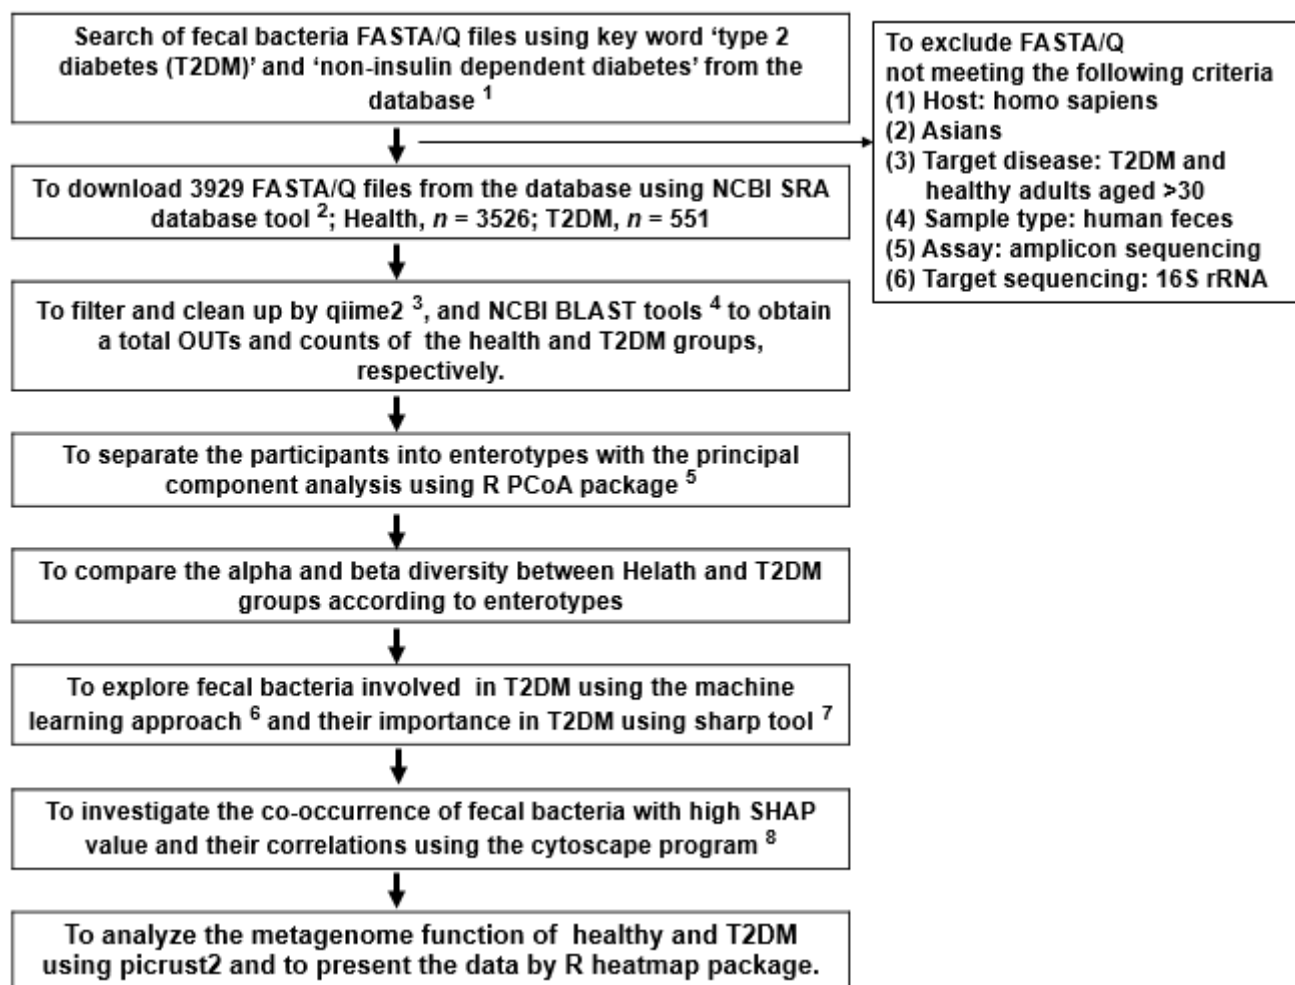 Search of fecal bacteria FASTA/Q files using key word ‘type 2
diabetes (T2DM)’ and ‘non-insulin dependent diabetes’ from the
database 1
To exclude FASTA/Q
not meeting the following criteria
(1) Host: homo sapiens
(2) Asians
(3) Target disease: T2DM and
healthy adults aged >30
(4) Sample type: human feces
(5) Assay: amplicon sequencing
(6) Target sequencing: 16S rRNA
To download 3929 FASTA/Q files from the database using NCBI SRA
database tool 2; Health, n = 3526; T2DM, n = 551
To filter and clean up by qiime2 3, and NCBI BLAST tools 4 to obtain
a total OUTs and counts of the health and T2DM groups,
respectively.
To separate the participants into enterotypes with the principal
component analysis using R PCoA package 5
To compare the alpha and beta diversity between Helath and T2DM
groups according to enterotypes
To explore fecal bacteria involved in T2DM using the machine
learning approach 6 and their importance in T2DM using sharp tool 7
To investigate the co-occurrence of fecal bacteria with high SHAP
value and their correlations using the cytoscape program 8
To analyze the metagenome function of healthy and T2DM
using picrust2 and to present the data by R heatmap package.